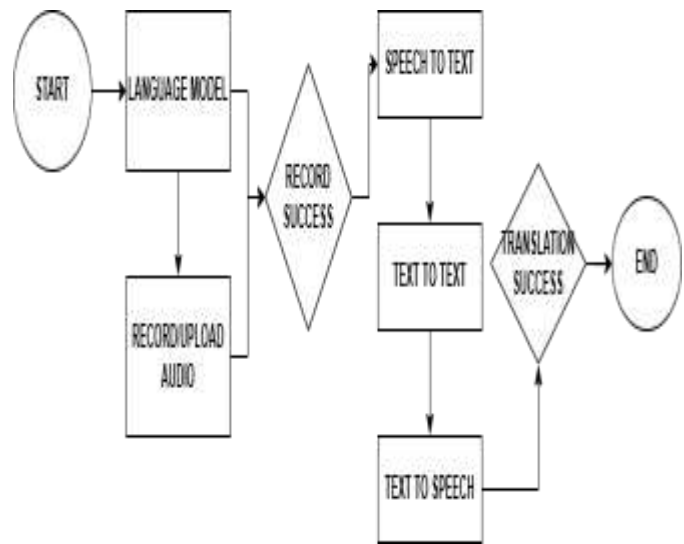 START
LANGUAGE MODEL
RECORD/UPLOAD
AUDIO
RECORD
SUCCESS
SPEECH TO TEXT
TEXT TO TEXT
TEXT TO SPEECH
TRANSLATION
SUCCESS
END